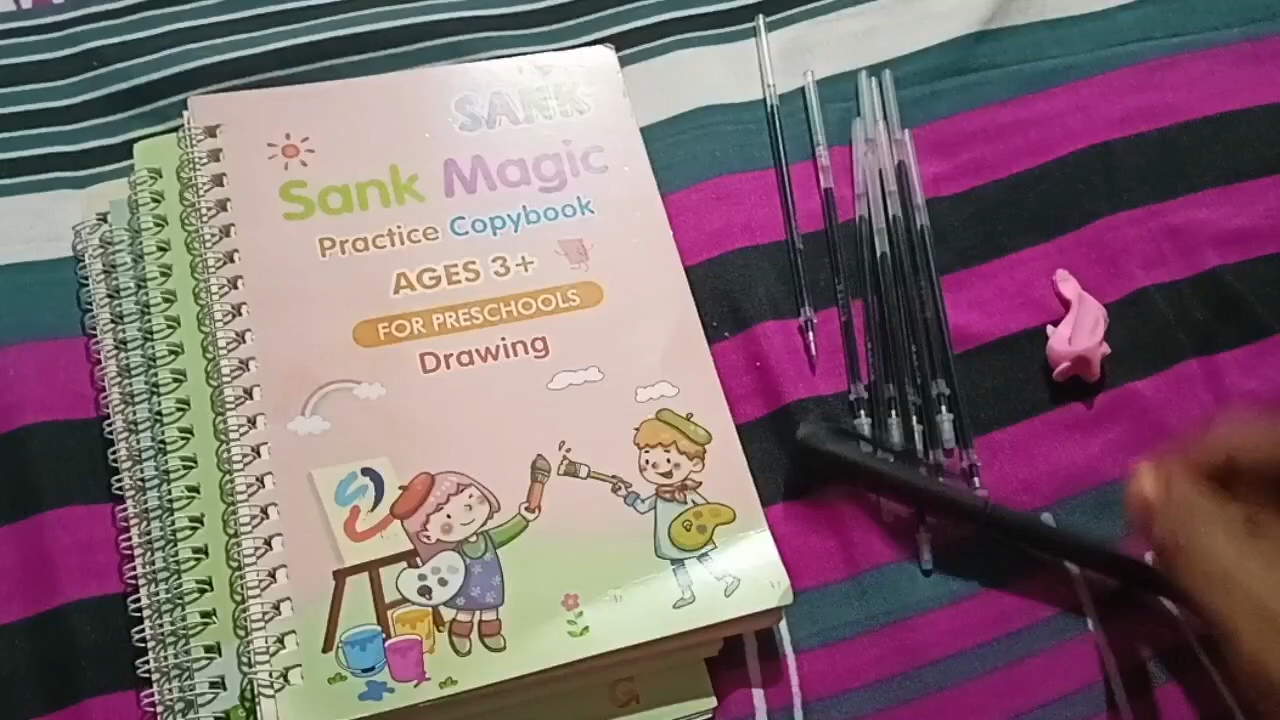 SANK
Sank Magic
Practice Copybook
AGES 3+
FOR PRESCHOOLS
Drawing